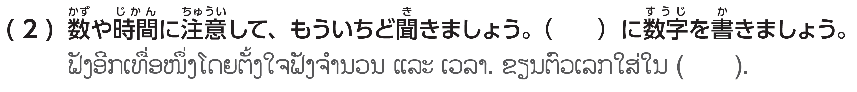 (2) 数や時間に注意して、もういちど聞きましょう。(　　)に数字を書きましょう。
ຟັງອີກເທື່ອໜຶ່ງໂດຍຕັ້ງໃຈຟັງຈຳນວນ ແລະ ເວລາ. ຂຽນຕົວເລກໃສ່ໃນ (　　).